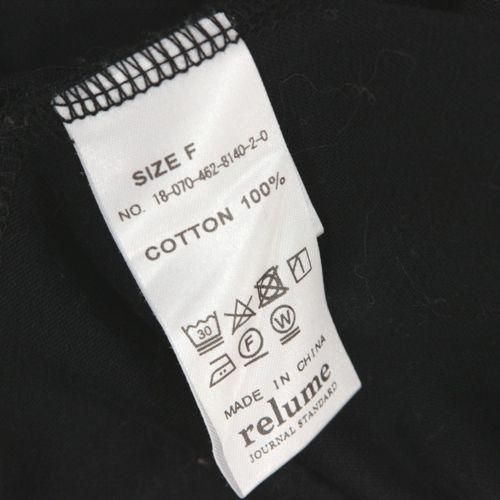 SIZE F
NO. 18-070-462-8140-2-0
COTTON 100%
30
F W
MADE IN CHINA
relume
JOURNAL STANDARD